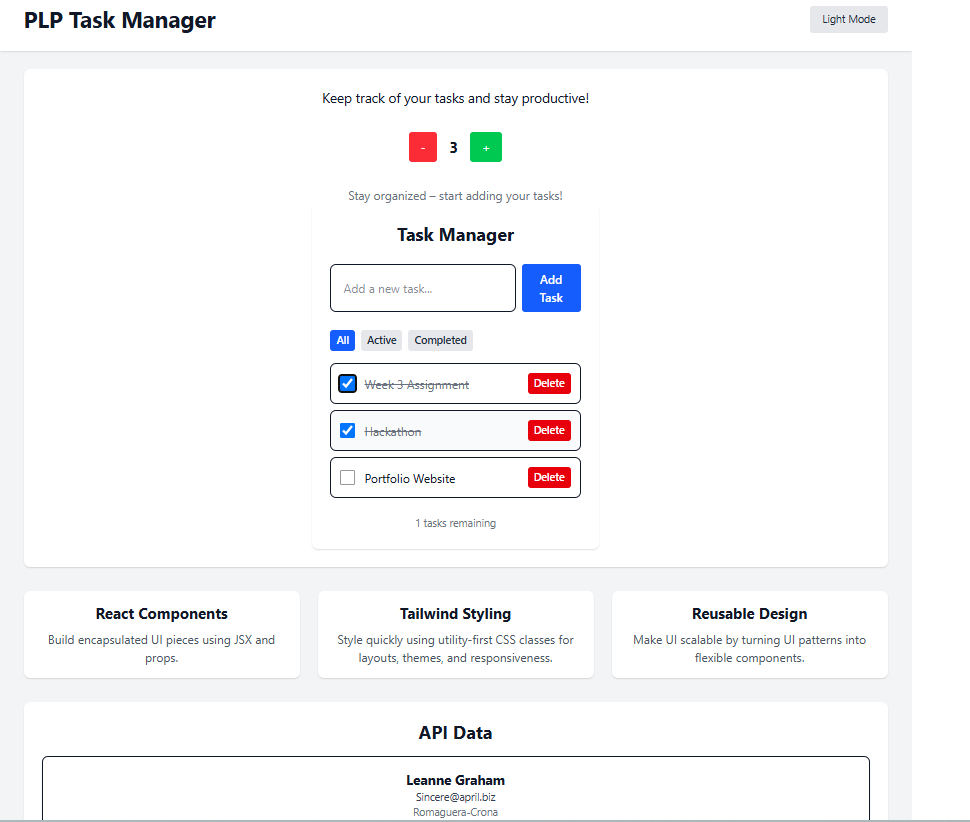 PLP Task Manager
Light Mode
Keep track of your tasks and stay productive!
- 3 +
Stay organized – start adding your tasks!
Task Manager
Add a new task...
Add
Task
All Active Completed
Week 3 Assignment Delete
Hackathon Delete
Portfolio Website Delete
1 tasks remaining
React Components
Build encapsulated UI pieces using JSX and
props.
Tailwind Styling
Style quickly using utility-first CSS classes for
layouts, themes, and responsiveness.
Reusable Design
Make UI scalable by turning UI patterns into
flexible components.
API Data
Leanne Graham
Sincere@april.biz
Romaguera-Crona